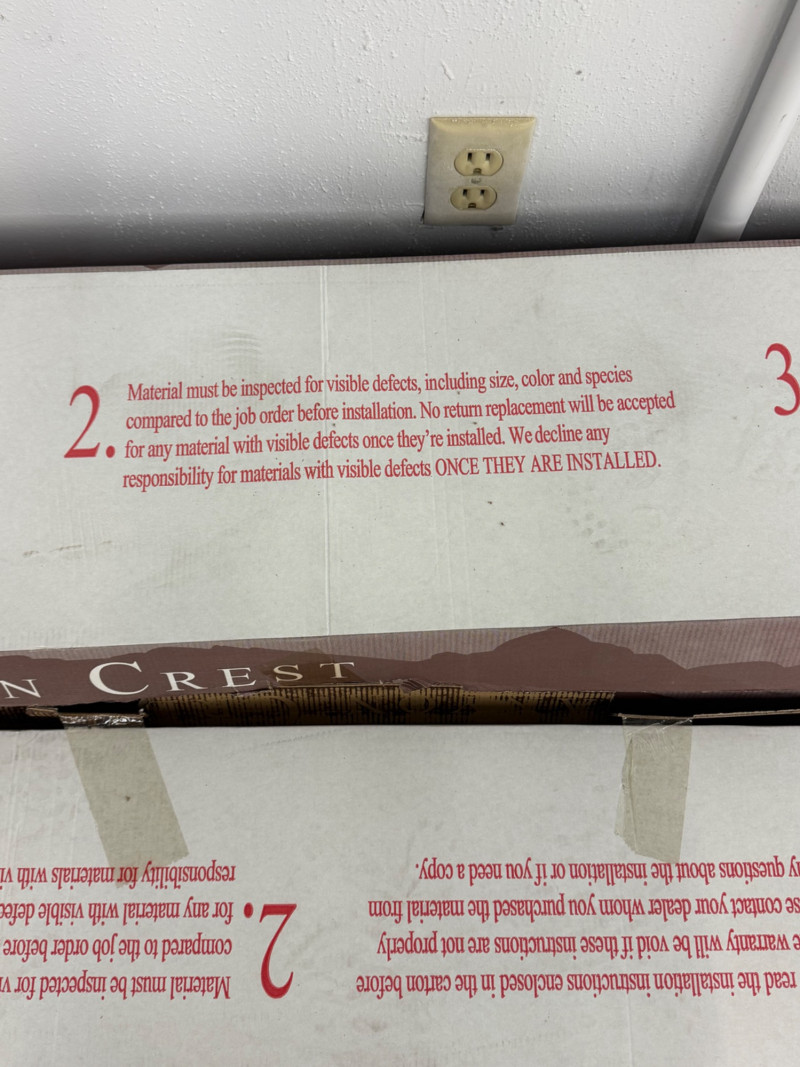 2.
Material must be inspected for visible defects, including size, color and species
compared to the job order before installation. No return replacement will be accepted
for any material with visible defects once they're installed. We decline any
responsibility for materials with visible defects ONCE THEY ARE INSTALLED.
3
N CREST
read the installation instructions enclosed in the carton before
warranty will be void if these instructions are not properly
contact your dealer whom you purchased the material from
questions about the installation or if you need a copy.
2.
Material must be inspected for
compared to the job order before
for any material with visible
responsibility for materials with